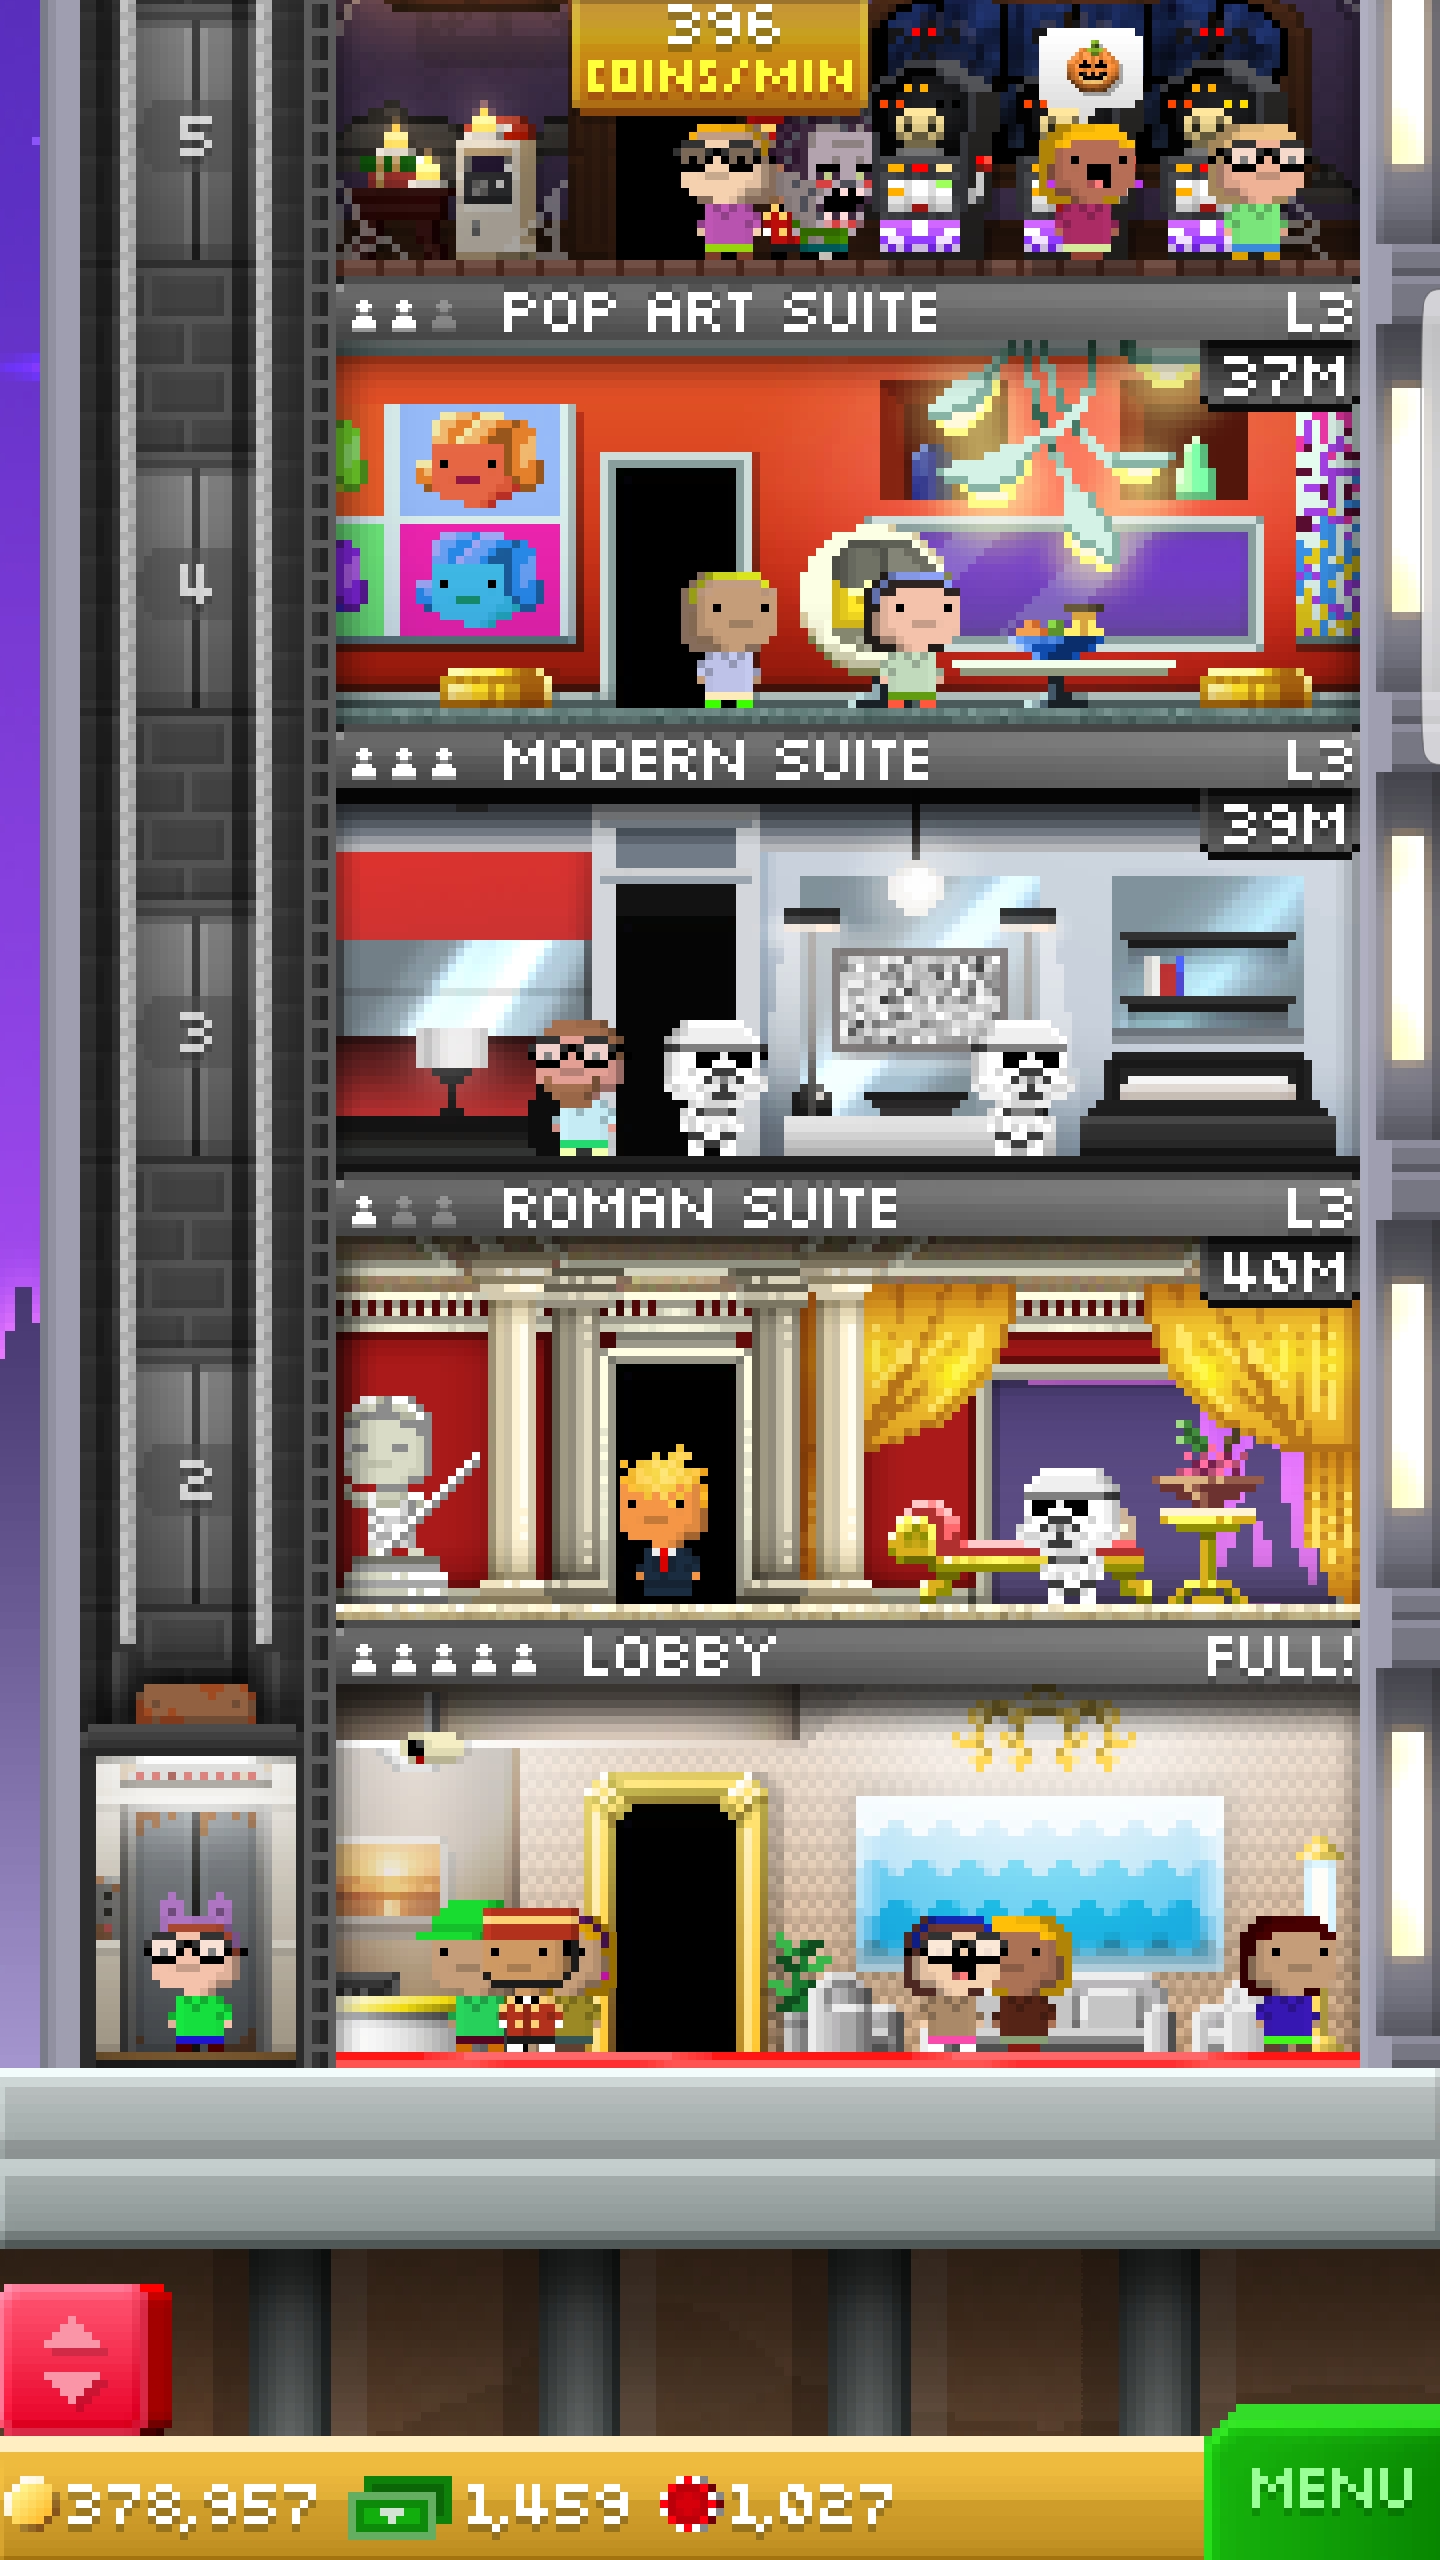 396
COINS/MIN
5
POP ART SUITE L3
37M
4
MODERN SUITE L3
39M
3
ROMAN SUITE L3
40M
2
LOBBY FULL!
MENU
378,957 1,459 1,027